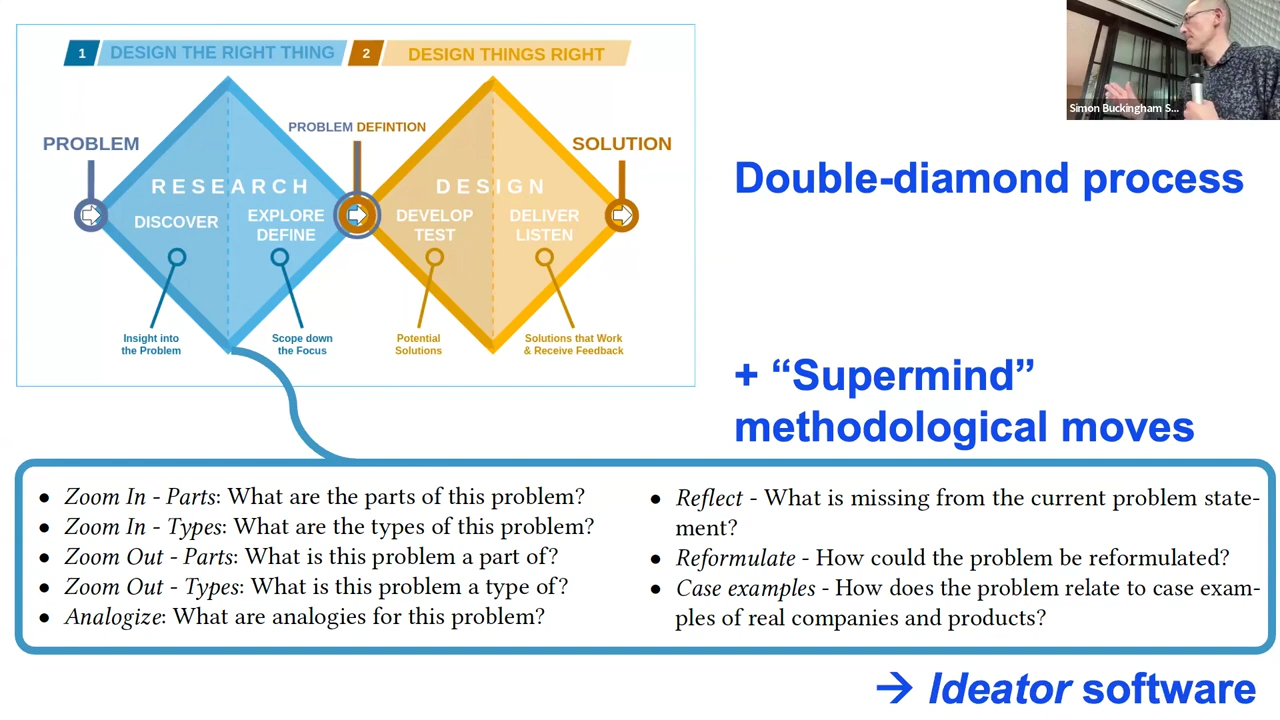 1 DESIGN THE RIGHT THING
2 DESIGN THINGS RIGHT
Simon Buckingham S...
PROBLEM
PROBLEM DEFINTION
SOLUTION
RESEARCH
DESIGN
DISCOVER
EXPLORE
DEFINE
DEVELOP
TEST
DELIVER
LISTEN
Insight into
the Problem
Scope down
the Focus
Potential
Solutions
Solutions that Work
& Receive Feedback
Double-diamond process
+ “Supermind”
methodological moves
● Zoom In - Parts: What are the parts of this problem?
● Zoom In - Types: What are the types of this problem?
● Zoom Out - Parts: What is this problem a part of?
● Zoom Out - Types: What is this problem a type of?
● Analogize: What are analogies for this problem?
● Reflect - What is missing from the current problem state-
ment?
● Reformulate - How could the problem be reformulated?
● Case examples - How does the problem relate to case exam-
ples of real companies and products?
→ Ideator software